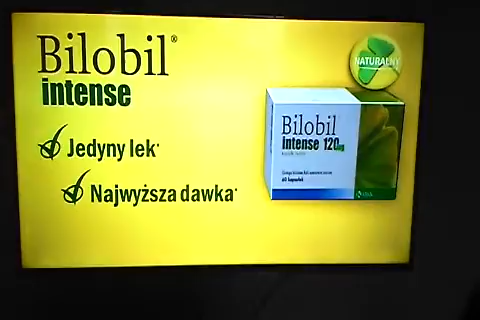 Bilobil®
intense
Jedyny lek*
Najwyższa dawka*
NATURALNY
Bilobil
intense 120 mg
60 kapsułek
KRKA